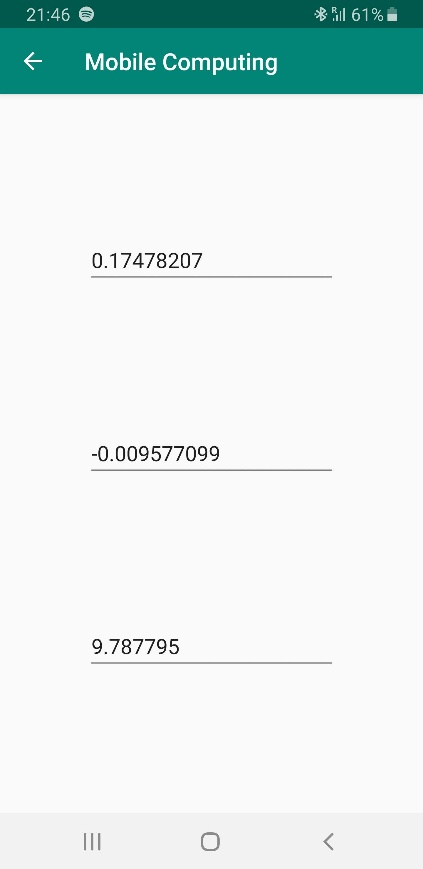 21:46 R 61%
Mobile Computing
0.17478207
-0.009577099
9.787795